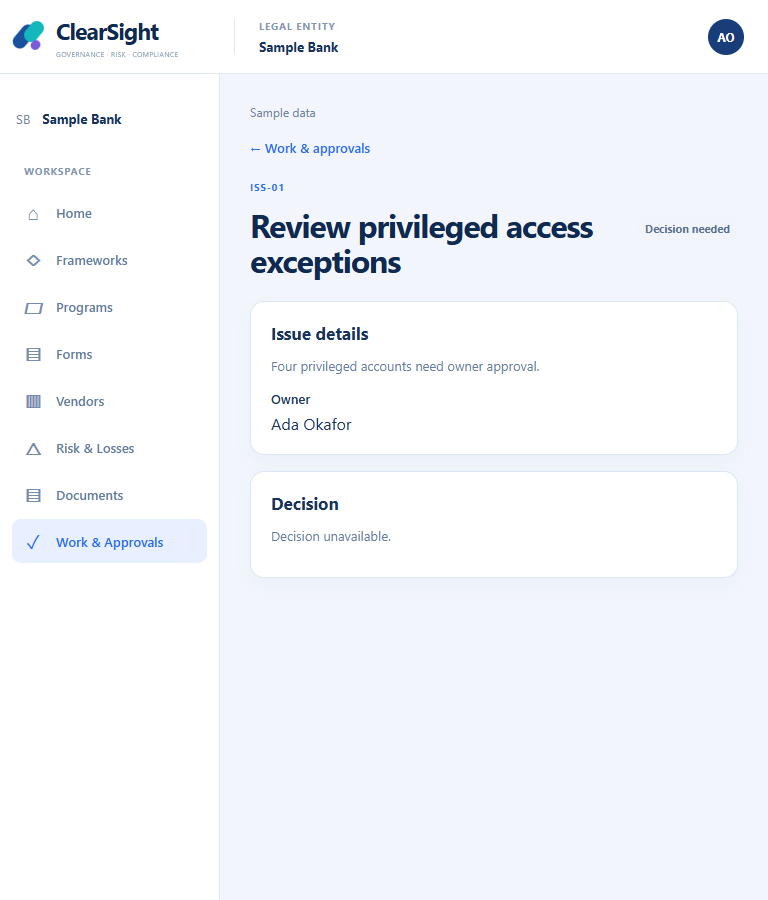 ClearSight
GOVERNANCE · RISK · COMPLIANCE
LEGAL ENTITY
Sample Bank
AO
SB Sample Bank
WORKSPACE
Home
Frameworks
Programs
Forms
Vendors
Risk & Losses
Documents
Work & Approvals
Sample data
← Work & approvals
ISS-01
Review privileged access
exceptions
Decision needed
Issue details
Four privileged accounts need owner approval.
Owner
Ada Okafor
Decision
Decision unavailable.